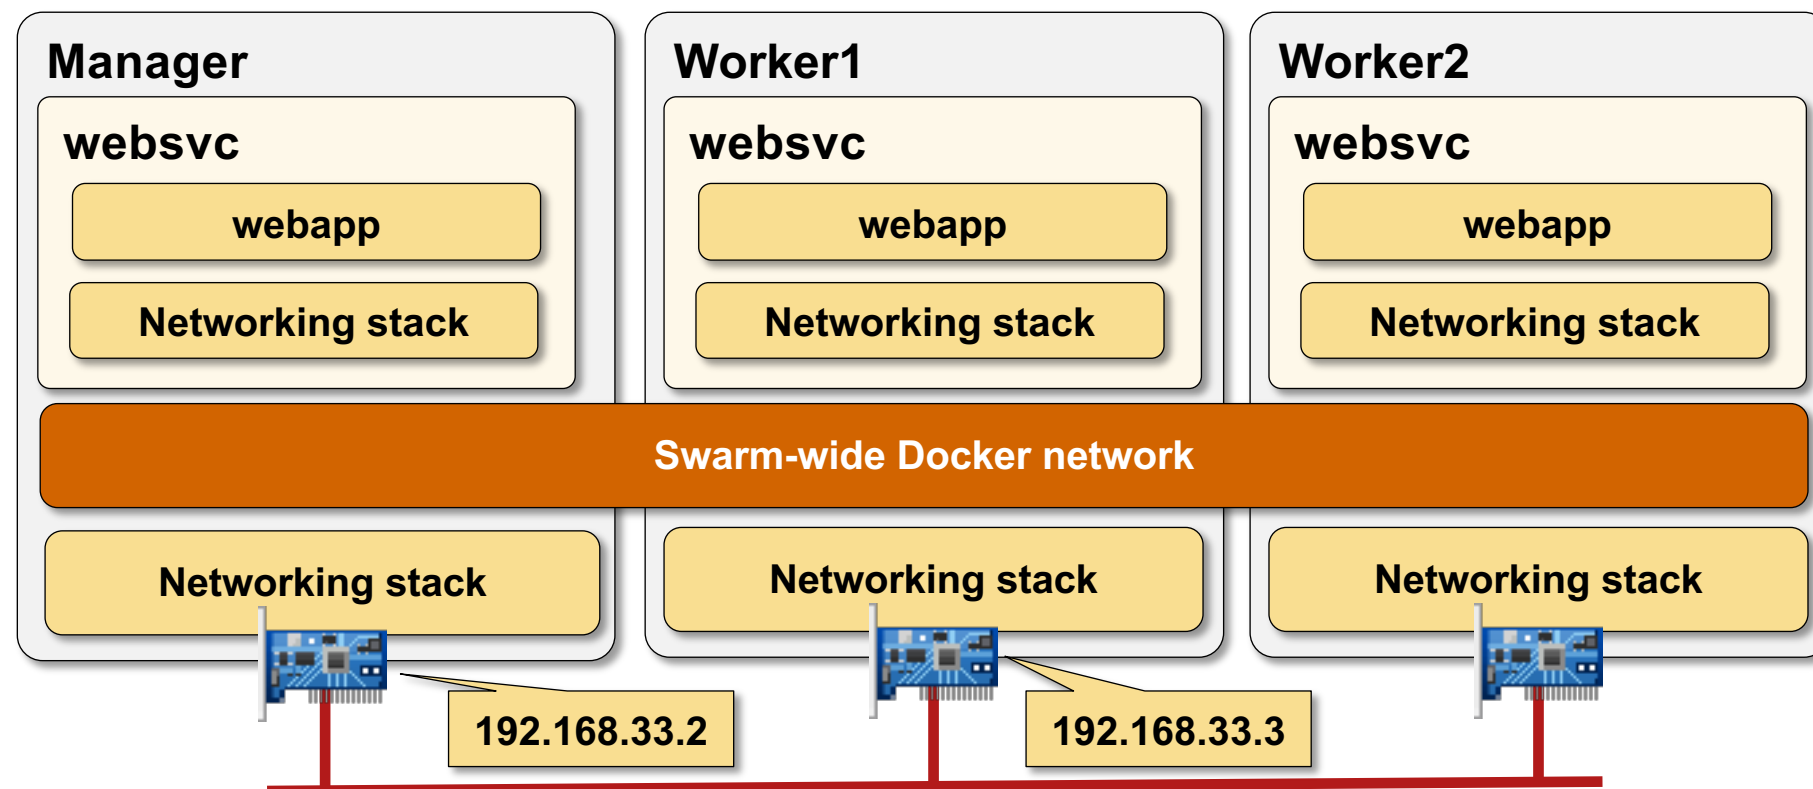 Manager
Worker1
Worker2
websvc
websvc
websvc
webapp
webapp
webapp
Networking stack
Networking stack
Networking stack
Swarm-wide Docker network
Networking stack
Networking stack
Networking stack
192.168.33.2
192.168.33.3